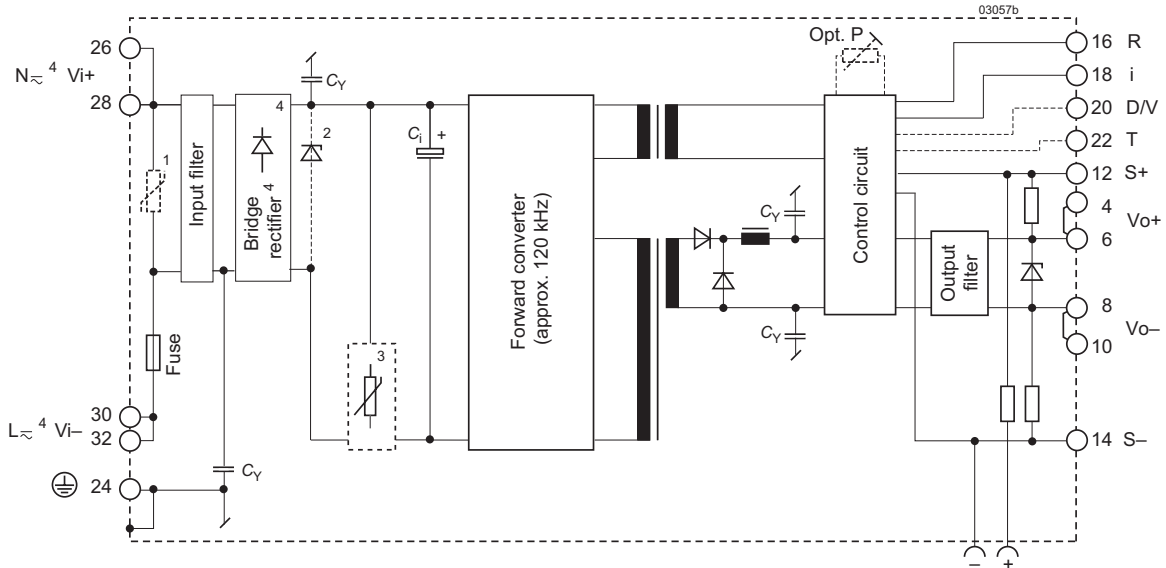 03057b
26
N≂ 4 Vi+
28
1
Input filter
4
Bridge
rectifier 4
CY
2
Ci
+
3
Fuse
30
L≂ 4 Vi–
32
24
CY
Forward converter
(approx. 120 kHz)
Opt. P
CY
CY
Control circuit
Output
filter
16 R
18 i
20 D/V
22 T
12 S+
4
Vo+
6
8
Vo–
10
14 S–
– +